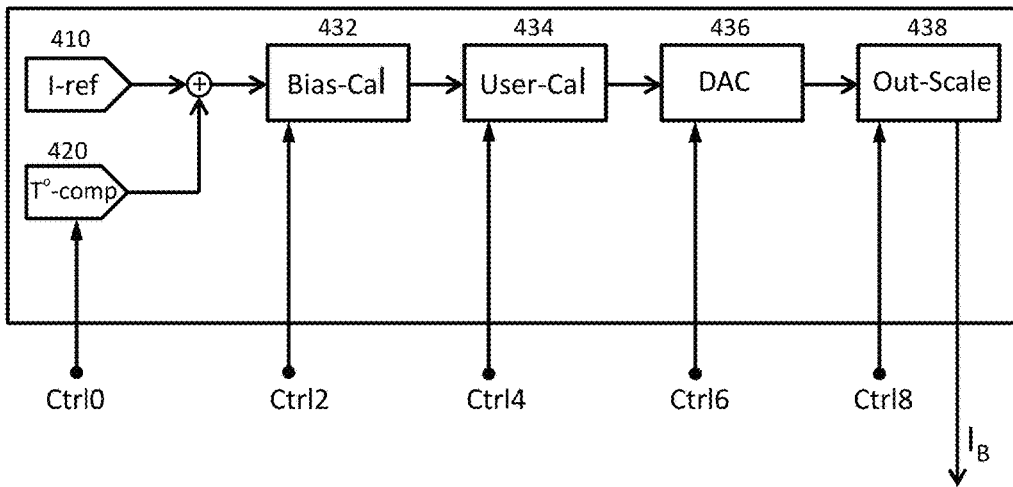 410
432
434
436
438
I-ref
+
Bias-Cal
User-Cal
DAC
Out-Scale
420
T°-comp
Ctrl0
Ctrl2
Ctrl4
Ctrl6
Ctrl8
I_B